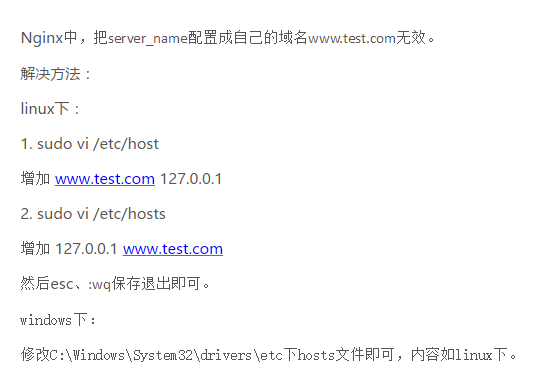 Nginx中，把server_name配置成自己的域名www.test.com无效。
解决方法：
linux下：
1. sudo vi /etc/host
增加 www.test.com 127.0.0.1
2. sudo vi /etc/hosts
增加 127.0.0.1 www.test.com
然后esc、:wq保存退出即可。
windows下：
修改C:\Windows\System32\drivers\etc下hosts文件即可，内容如linux下。